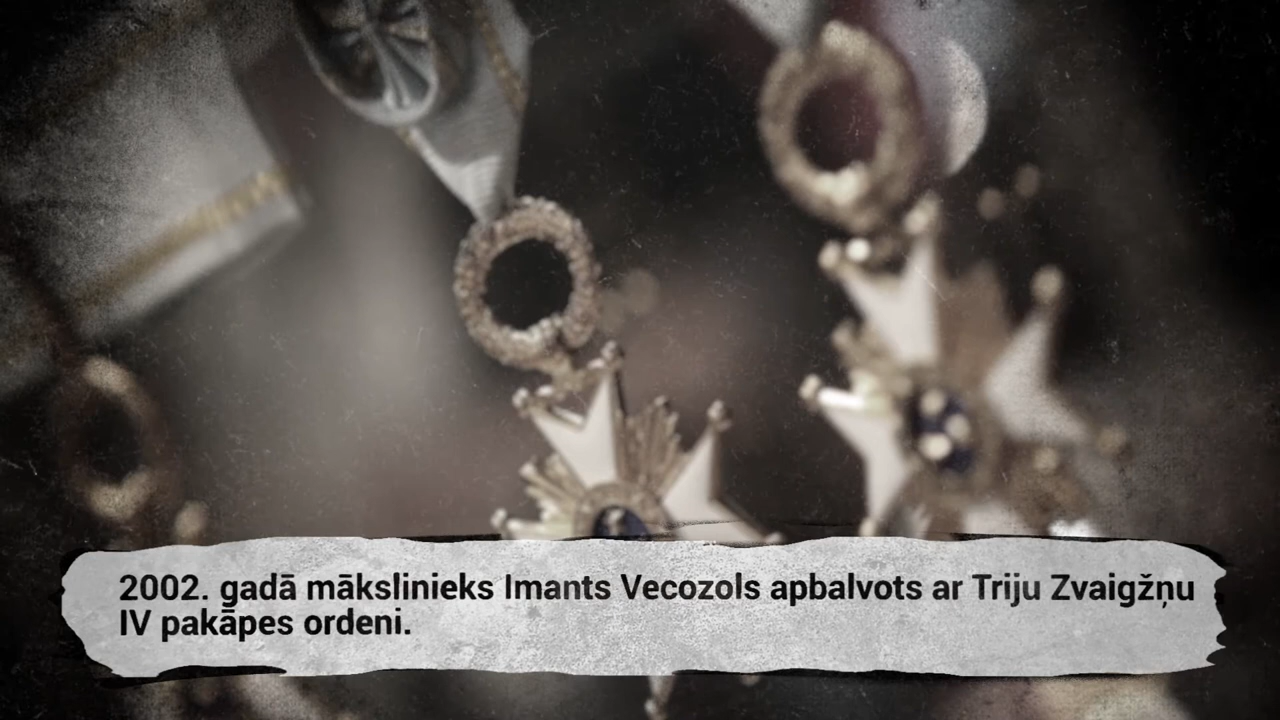 2002. gadā mākslinieks Imants Vecozols apbalvots ar Triju Zvaigžņu
IV pakāpes ordeni.